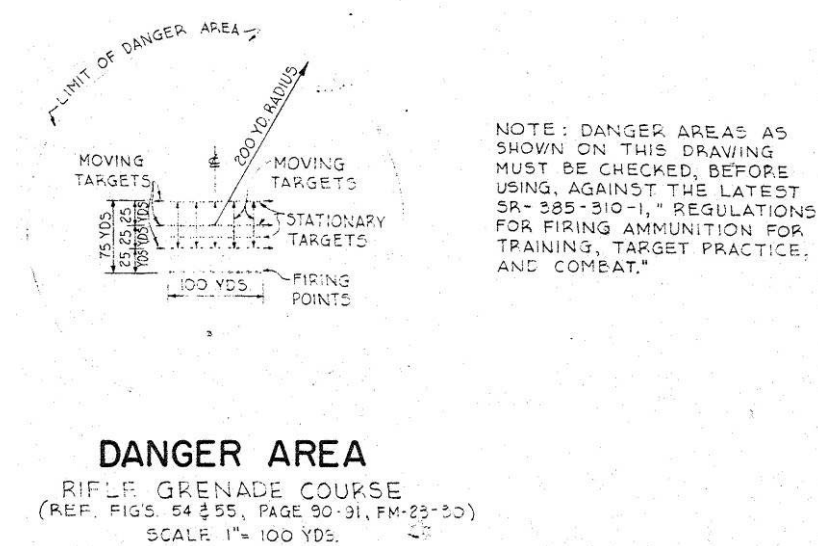 LIMIT OF DANGER AREA
200 YD. RADIUS
MOVING
TARGETS
MOVING
TARGETS
STATIONARY
TARGETS
75 YDS.
25 25 25
YDS YDS YDS
100 YDS.
FIRING
POINTS
NOTE: DANGER AREAS AS
SHOWN ON THIS DRAWING
MUST BE CHECKED, BEFORE
USING, AGAINST THE LATEST
SR-385-310-1, "REGULATIONS
FOR FIRING AMMUNITION FOR
TRAINING, TARGET PRACTICE,
AND COMBAT."
DANGER AREA
RIFLE GRENADE COURSE
(REF. FIG'S. 54 & 55, PAGE 90-91, FM-23-30)
SCALE 1"= 100 YDS.